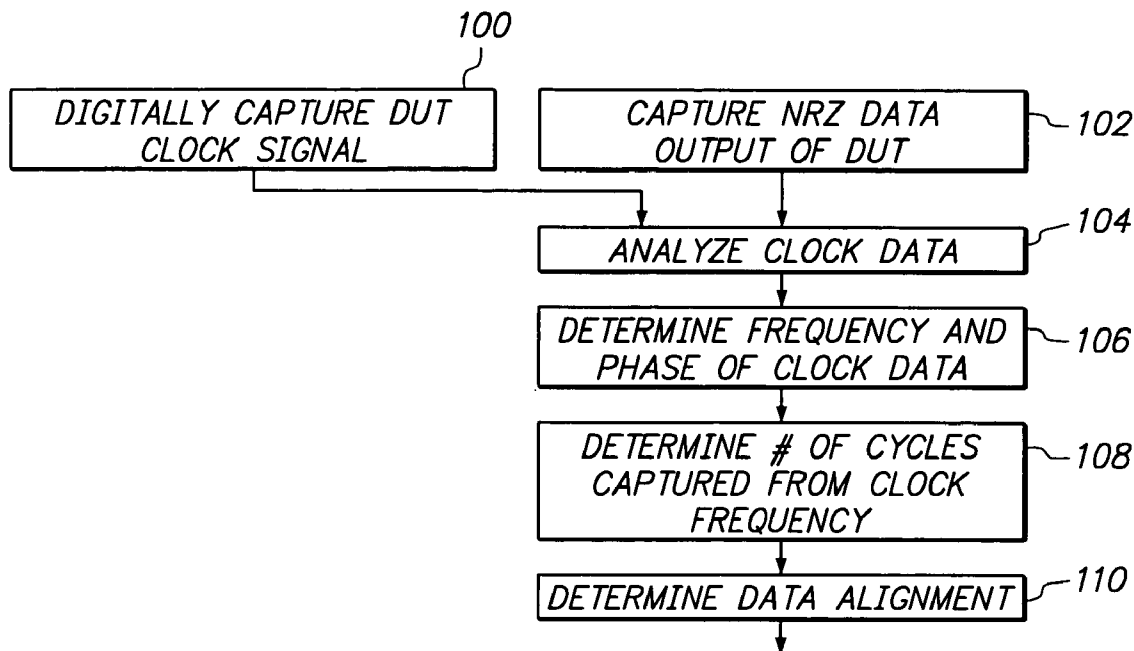 100
DIGITALLY CAPTURE DUT
CLOCK SIGNAL
CAPTURE NRZ DATA
OUTPUT OF DUT
102
104
ANALYZE CLOCK DATA
DETERMINE FREQUENCY AND
PHASE OF CLOCK DATA
106
DETERMINE # OF CYCLES
CAPTURED FROM CLOCK
FREQUENCY
108
DETERMINE DATA ALIGNMENT
110